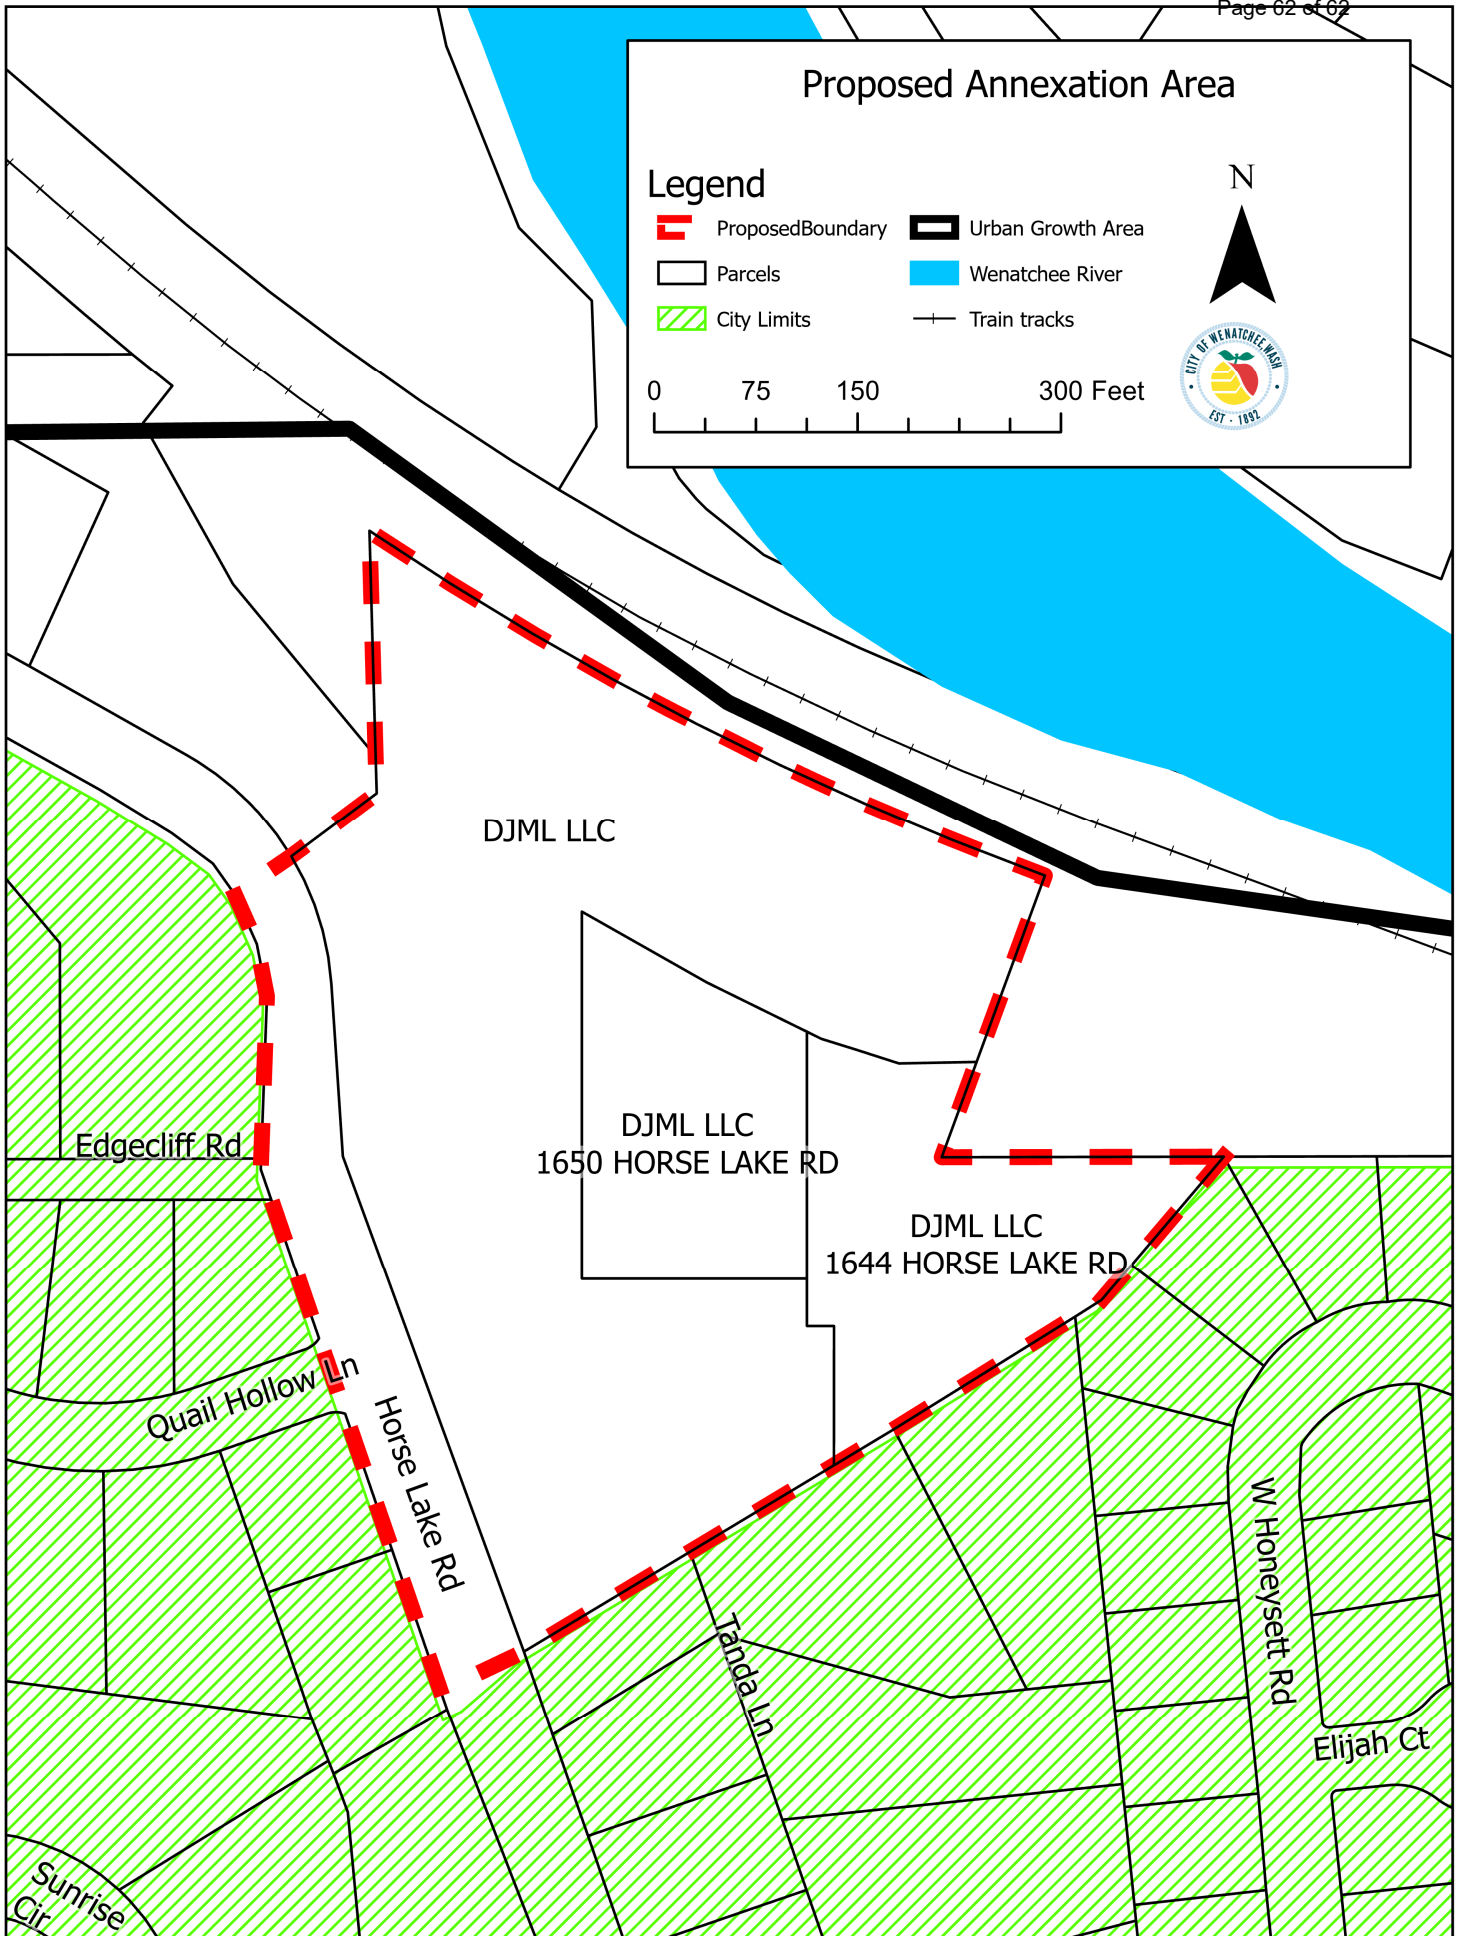 Page 62 of 62
Proposed Annexation Area
Legend
N
ProposedBoundary
Urban Growth Area
Parcels
Wenatchee River
City Limits
Train tracks
CITY OF WENATCHEE, WASH
EST - 1892
0 75 150 300 Feet
DJML LLC
DJML LLC
1650 HORSE LAKE RD
Edgecliff Rd
DJML LLC
1644 HORSE LAKE RD
Quail Hollow Ln
Horse Lake Rd
W Honeysett Rd
Tanda Ln
Elijah Ct
Sunrise
Cir